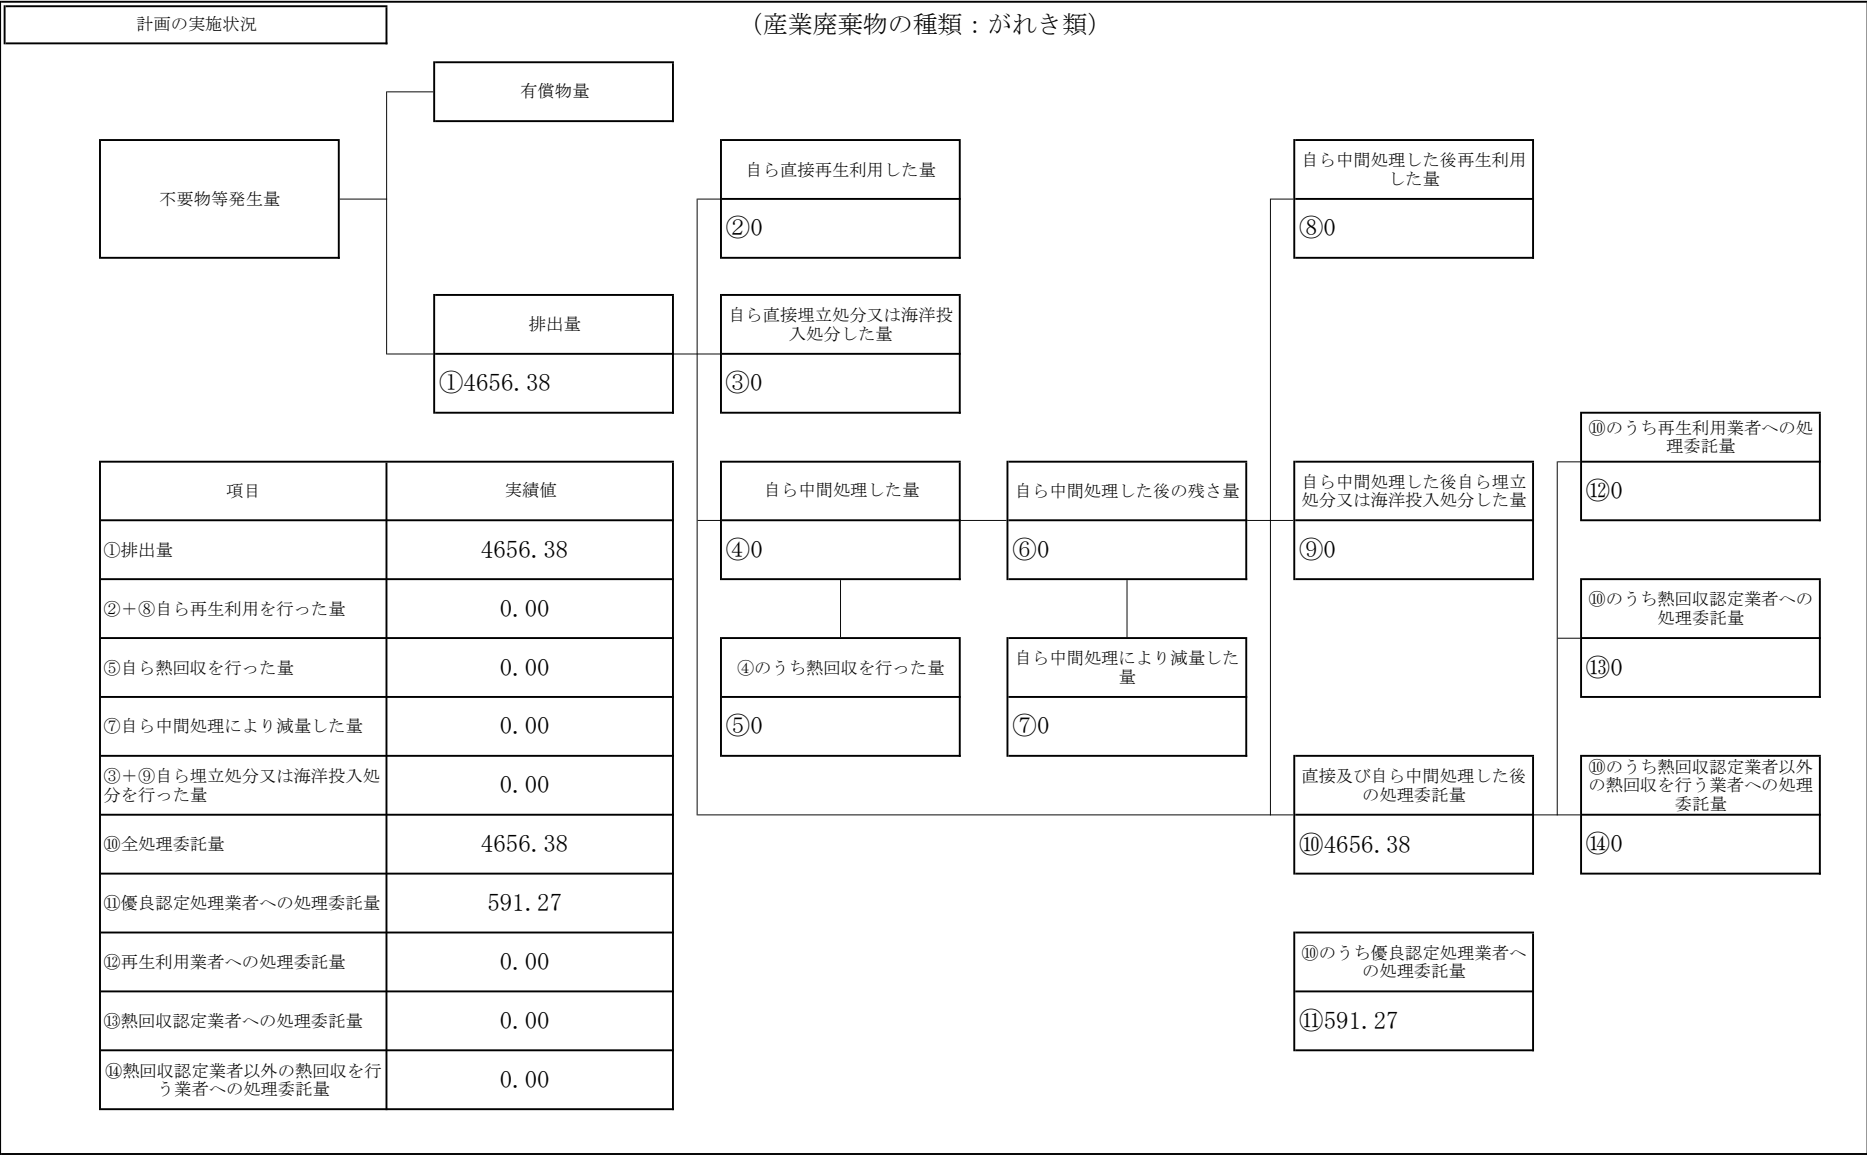 計画の実施状況
(産業廃棄物の種類：がれき類)
有償物量
不要物等発生量
自ら直接再生利用した量
②0
自ら中間処理した後再生利用
した量
⑧0
排出量
①4656.38
自ら直接埋立処分又は海洋投
入処分した量
③0
⑩のうち再生利用業者への処
理委託量
⑫0
自ら中間処理した量
④0
自ら中間処理した後の残さ量
⑥0
自ら中間処理した後自ら埋立
処分又は海洋投入処分した量
⑨0
⑩のうち熱回収認定業者への
処理委託量
⑬0
④のうち熱回収を行った量
⑤0
自ら中間処理により減量した
量
⑦0
直接及び自ら中間処理した後
の処理委託量
⑩4656.38
⑩のうち熱回収認定業者以外
の熱回収を行う業者への処理
委託量
⑭0
⑩のうち優良認定処理業者へ
の処理委託量
⑪591.27
項目 実績値
①排出量 4656.38
②＋⑧自ら再生利用を行った量 0.00
⑤自ら熱回収を行った量 0.00
⑦自ら中間処理により減量した量 0.00
③＋⑨自ら埋立処分又は海洋投入処
分を行った量 0.00
⑩全処理委託量 4656.38
⑪優良認定処理業者への処理委託量 591.27
⑫再生利用業者への処理委託量 0.00
⑬熱回収認定業者への処理委託量 0.00
⑭熱回収認定業者以外の熱回収を行
う業者への処理委託量 0.00